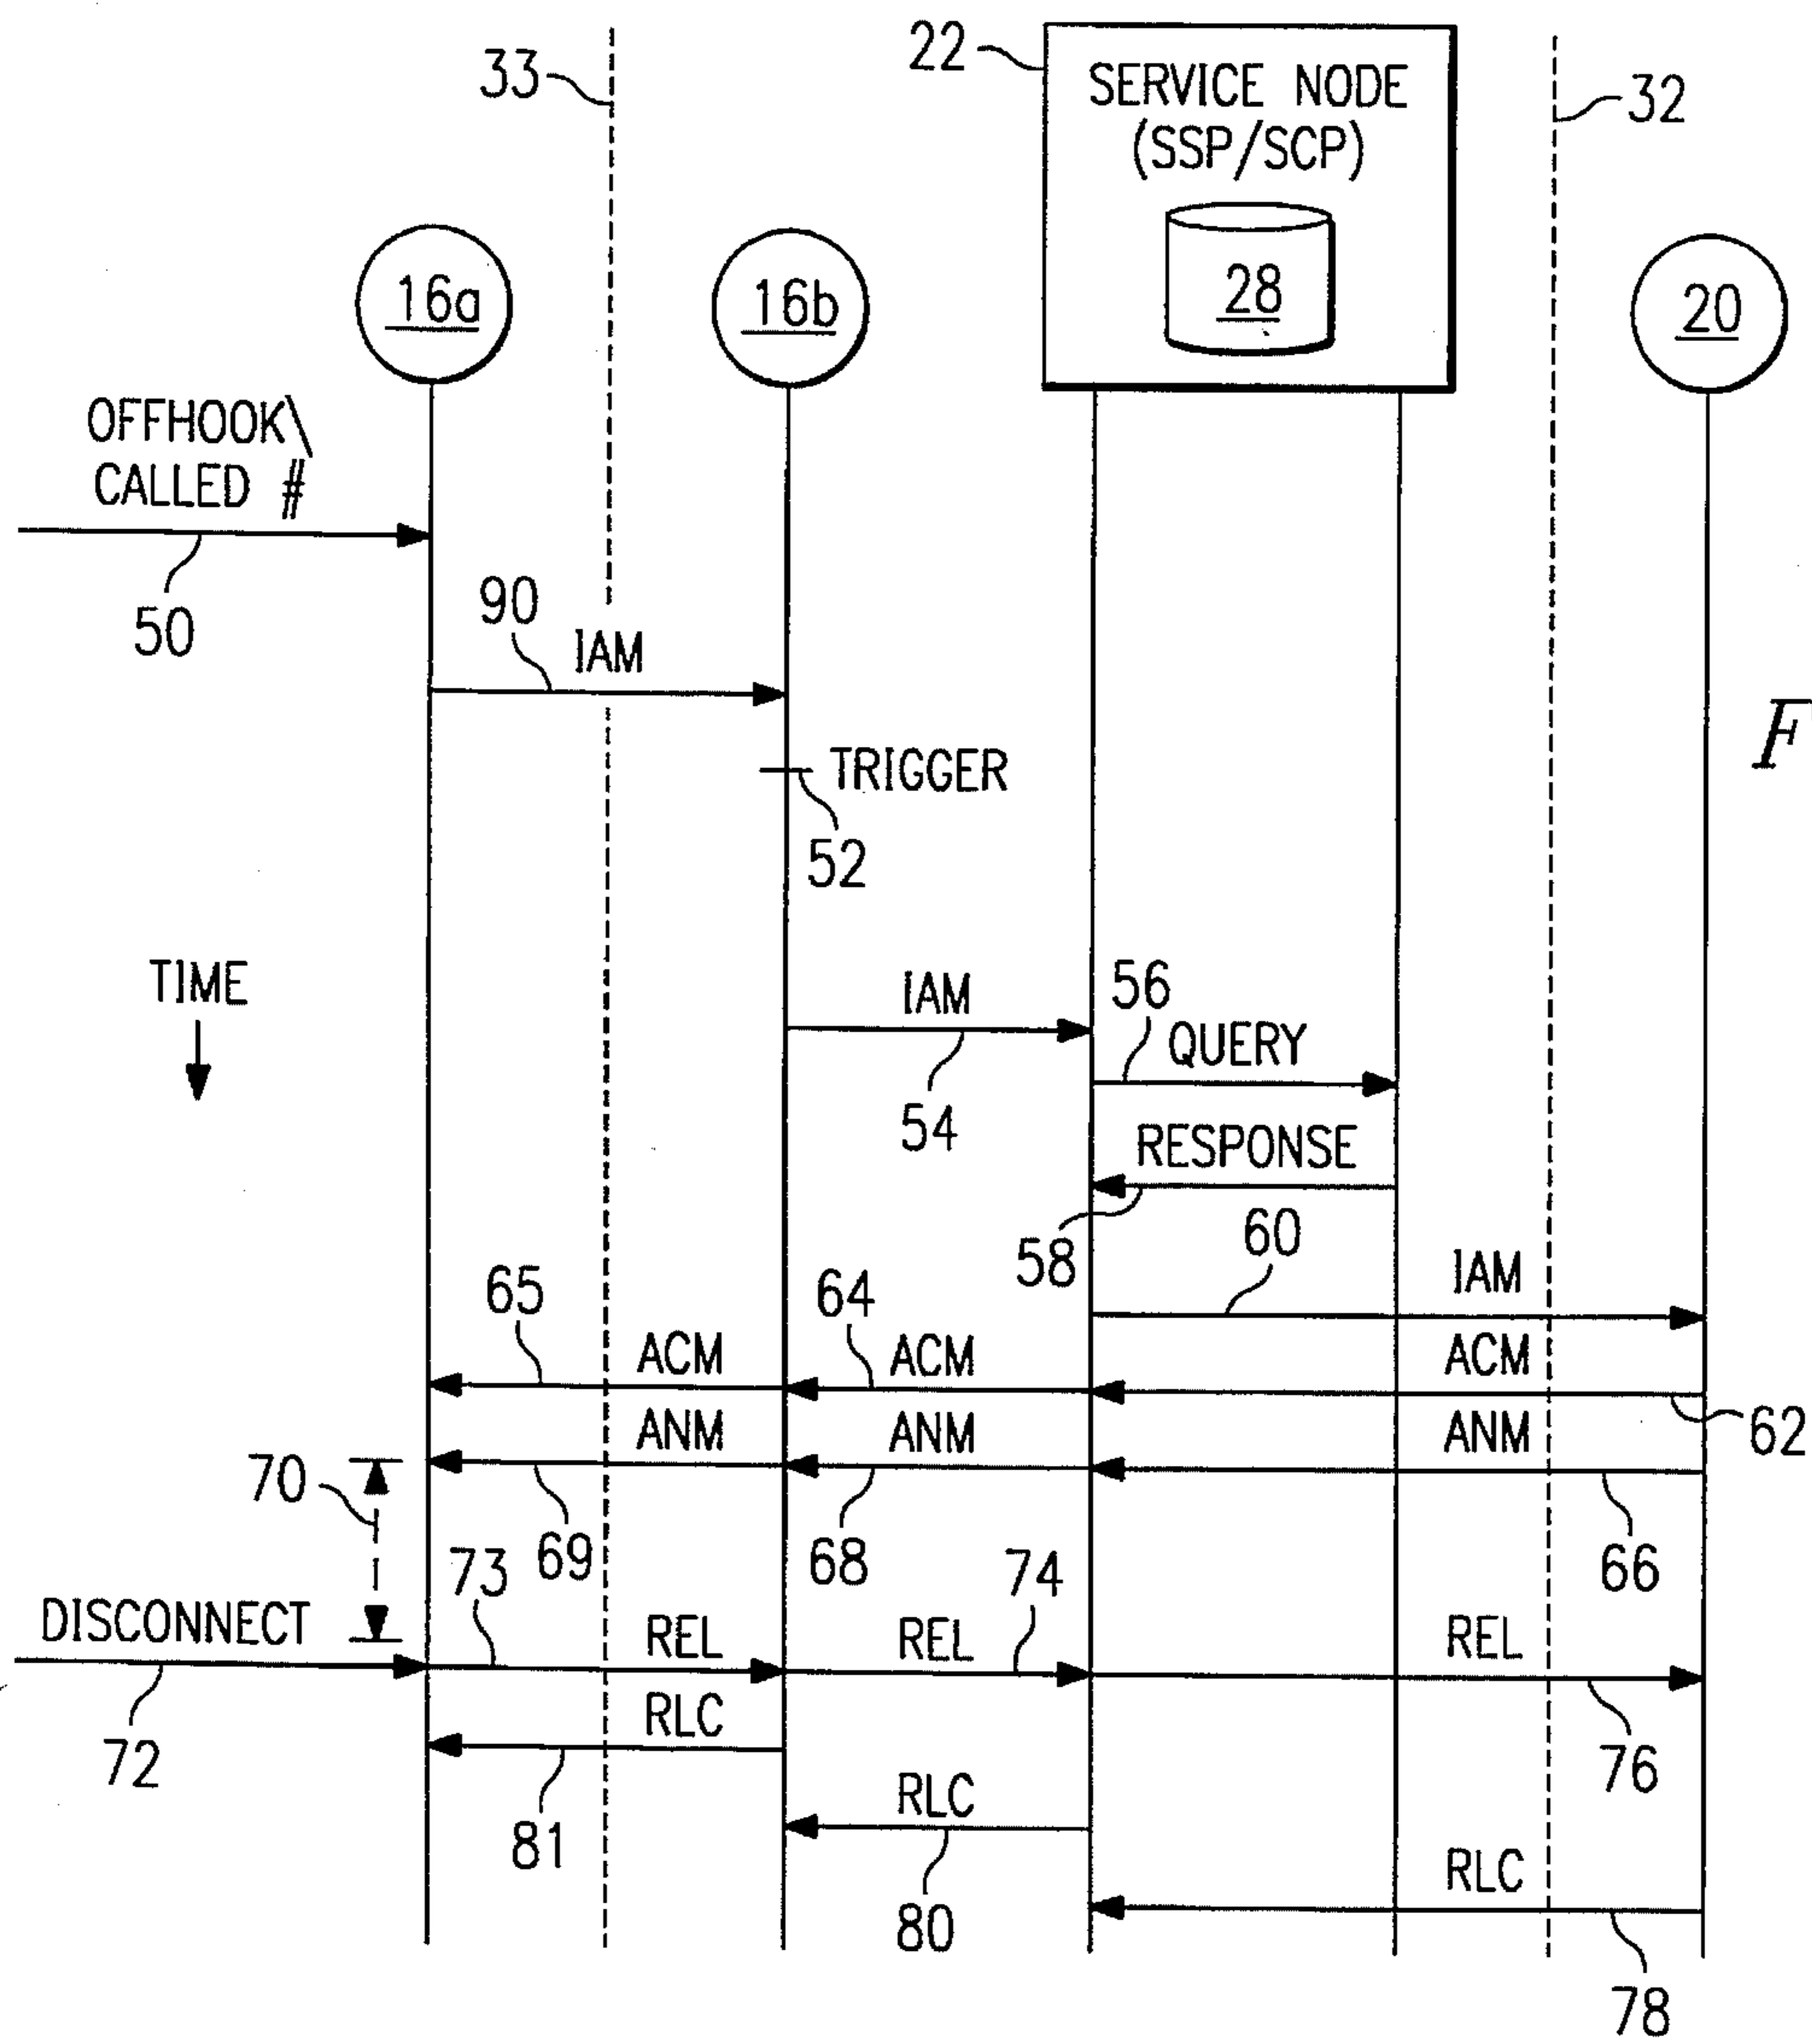 33
22
SERVICE NODE
(SSP/SCP)
32
28
16a
16b
20
OFFHOOK\
CALLED #
50
90
IAM
TRIGGER
52
F
TIME
IAM
54
56
QUERY
RESPONSE
58
60
IAM
65
ACM
64
ACM
ACM
62
ANM
ANM
ANM
70
69
68
66
DISCONNECT
72
73
REL
REL
74
REL
76
RLC
81
RLC
80
RLC
78